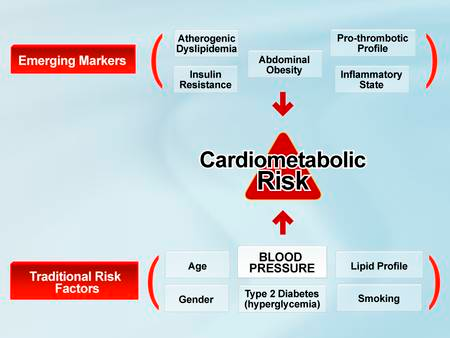 Emerging Markers
Atherogenic
Dyslipidemia
Insulin
Resistance
Abdominal
Obesity
Pro-thrombotic
Profile
Inflammatory
State
Cardiometabolic
Risk
Traditional Risk
Factors
Age
BLOOD
PRESSURE
Lipid Profile
Gender
Type 2 Diabetes
(hyperglycemia)
Smoking